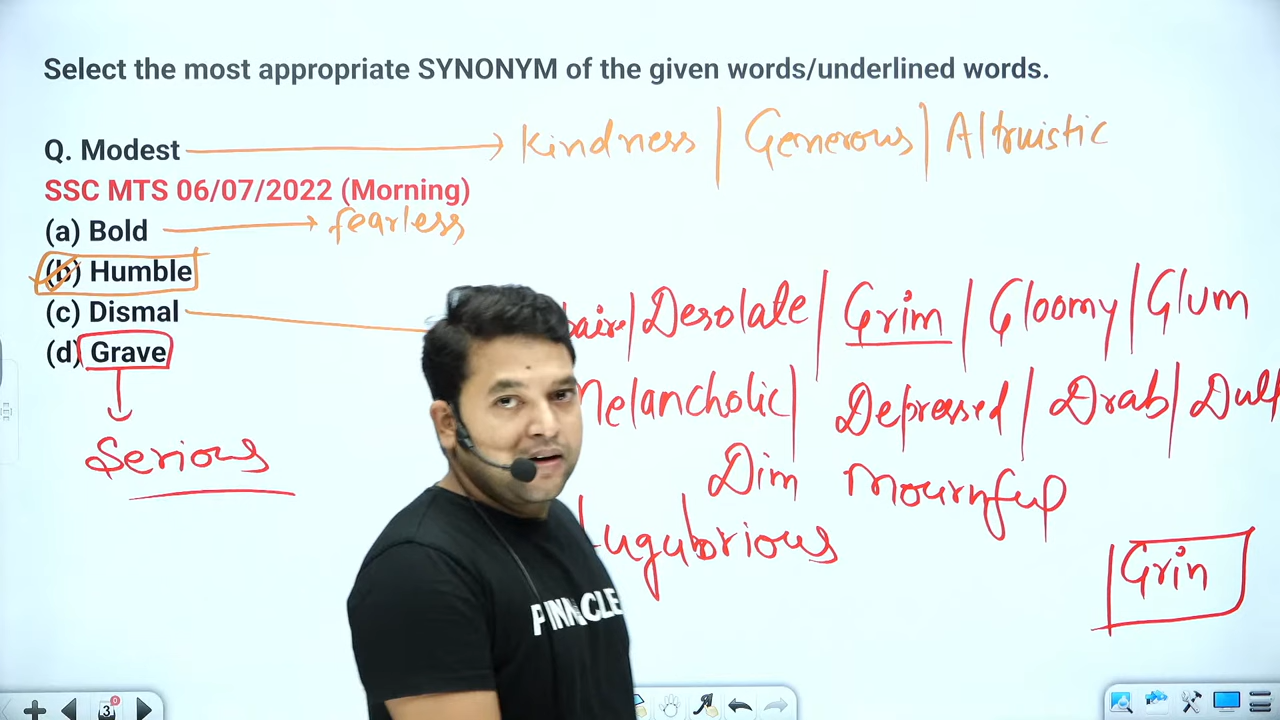 Select the most appropriate SYNONYM of the given words/underlined words.
Q. Modest → Kindness | Generous | Altruistic
SSC MTS 06/07/2022 (Morning)
(a) Bold → fearless
(b) Humble
(c) Dismal
Desolate | Grim | Gloomy | Glum
(d) Grave
Melancholic | Depressed | Drab | Dull
Serious
Dim Mournful
Lugubrious
Grin
PINNACLE
3